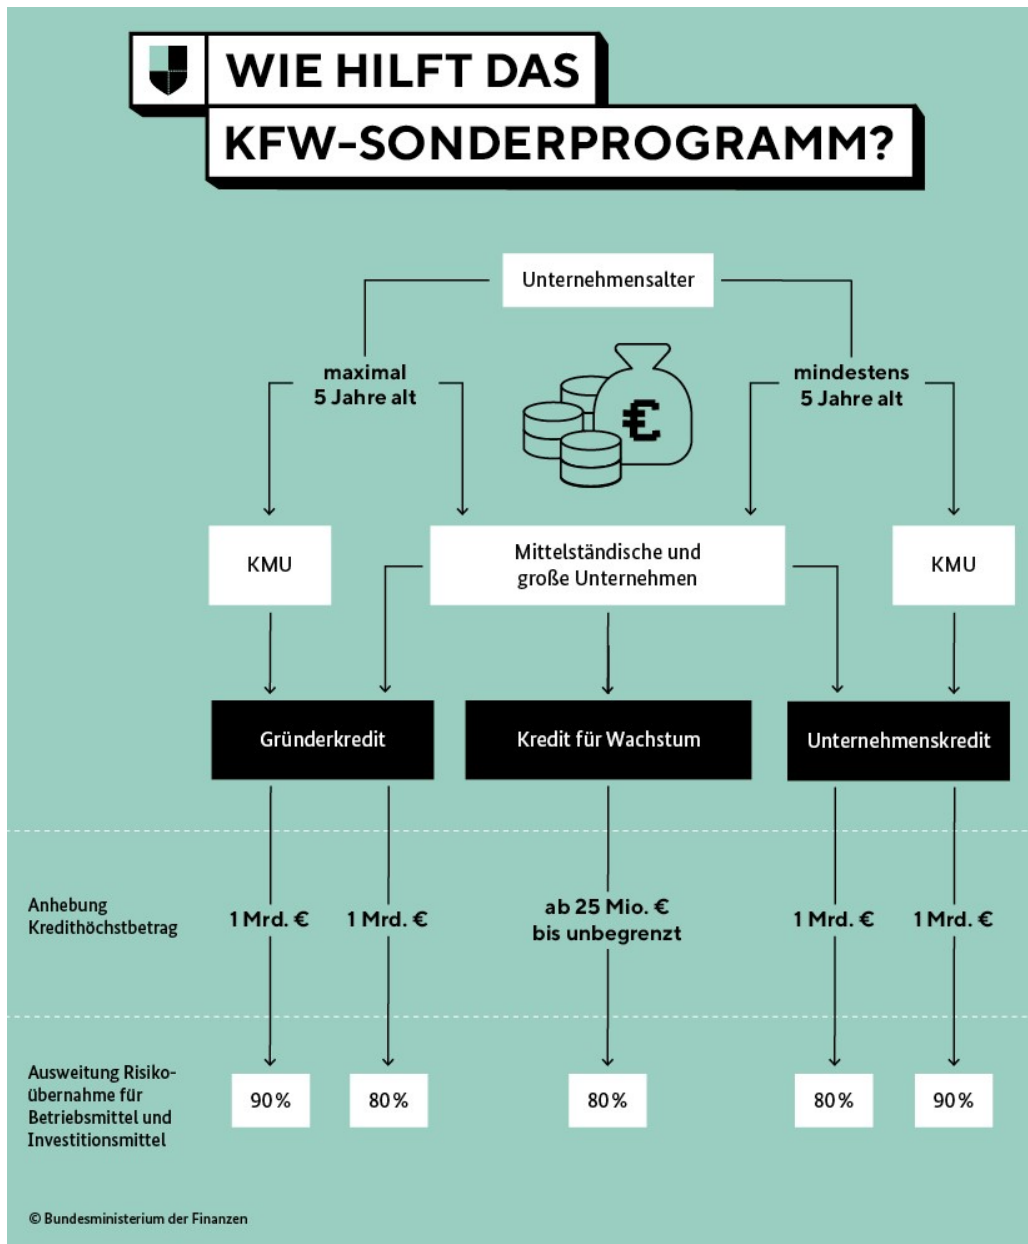 WIE HILFT DAS
KFW-SONDERPROGRAMM?
Unternehmensalter
maximal
5 Jahre alt
mindestens
5 Jahre alt
€
KMU
Mittelständische und
große Unternehmen
KMU
Gründerkredit
Kredit für Wachstum
Unternehmenskredit
Anhebung
Kredithöchstbetrag
1 Mrd. €
1 Mrd. €
ab 25 Mio. €
bis unbegrenzt
1 Mrd. €
1 Mrd. €
Ausweitung Risiko-
übernahme für
Betriebsmittel und
Investitionsmittel
90 %
80 %
80 %
80 %
90 %
© Bundesministerium der Finanzen